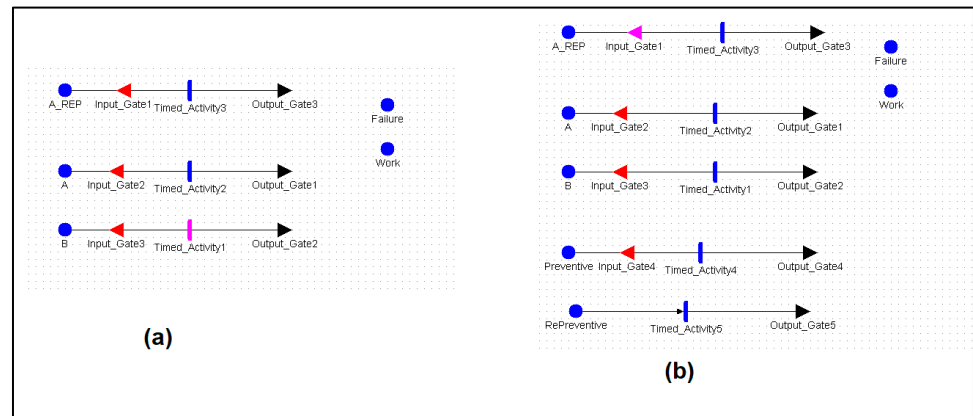 A_REP Input_Gate1 Timed_Activity3 Output_Gate3
Failure
Work
A Input_Gate2 Timed_Activity2 Output_Gate1
B Input_Gate3 Timed_Activity1 Output_Gate2
(a)
A_REP Input_Gate1 Timed_Activity3 Output_Gate3
Failure
Work
A Input_Gate2 Timed_Activity2 Output_Gate1
B Input_Gate3 Timed_Activity1 Output_Gate2
Preventive Input_Gate4 Timed_Activity4 Output_Gate4
RePreventive Timed_Activity5 Output_Gate5
(b)